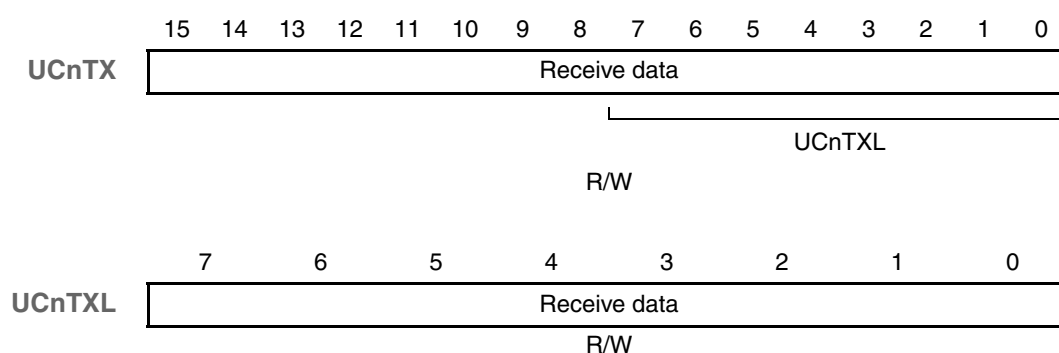 15 14 13 12 11 10 9 8 7 6 5 4 3 2 1 0
UCnTX Receive data
UCnTXL
R/W
7 6 5 4 3 2 1 0
UCnTXL Receive data
R/W